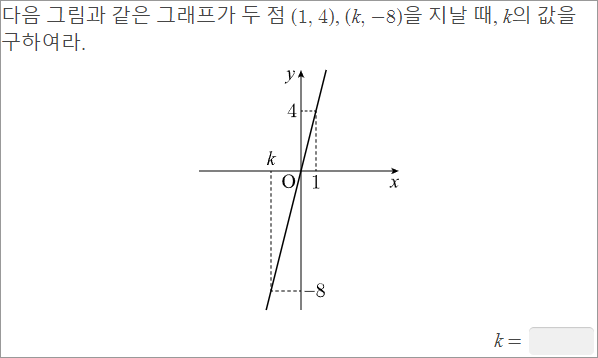 다음 그림과 같은 그래프가 두 점 (1, 4), (k, −8)을 지날 때, k의 값을
구하여라.
y
4
k
O 1 x
−8
k =